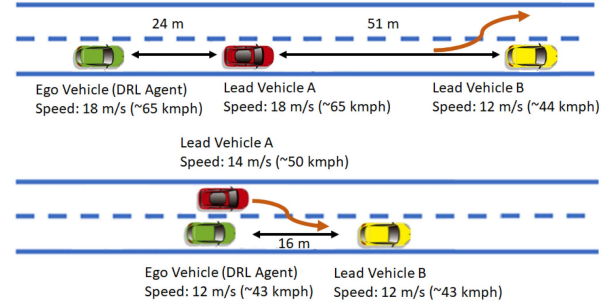 24 m
51 m
Ego Vehicle (DRL Agent)
Speed: 18 m/s (~65 kmph)
Lead Vehicle A
Speed: 18 m/s (~65 kmph)
Lead Vehicle B
Speed: 12 m/s (~44 kmph)
Lead Vehicle A
Speed: 14 m/s (~50 kmph)
16 m
Ego Vehicle (DRL Agent)
Speed: 12 m/s (~43 kmph)
Lead Vehicle B
Speed: 12 m/s (~43 kmph)